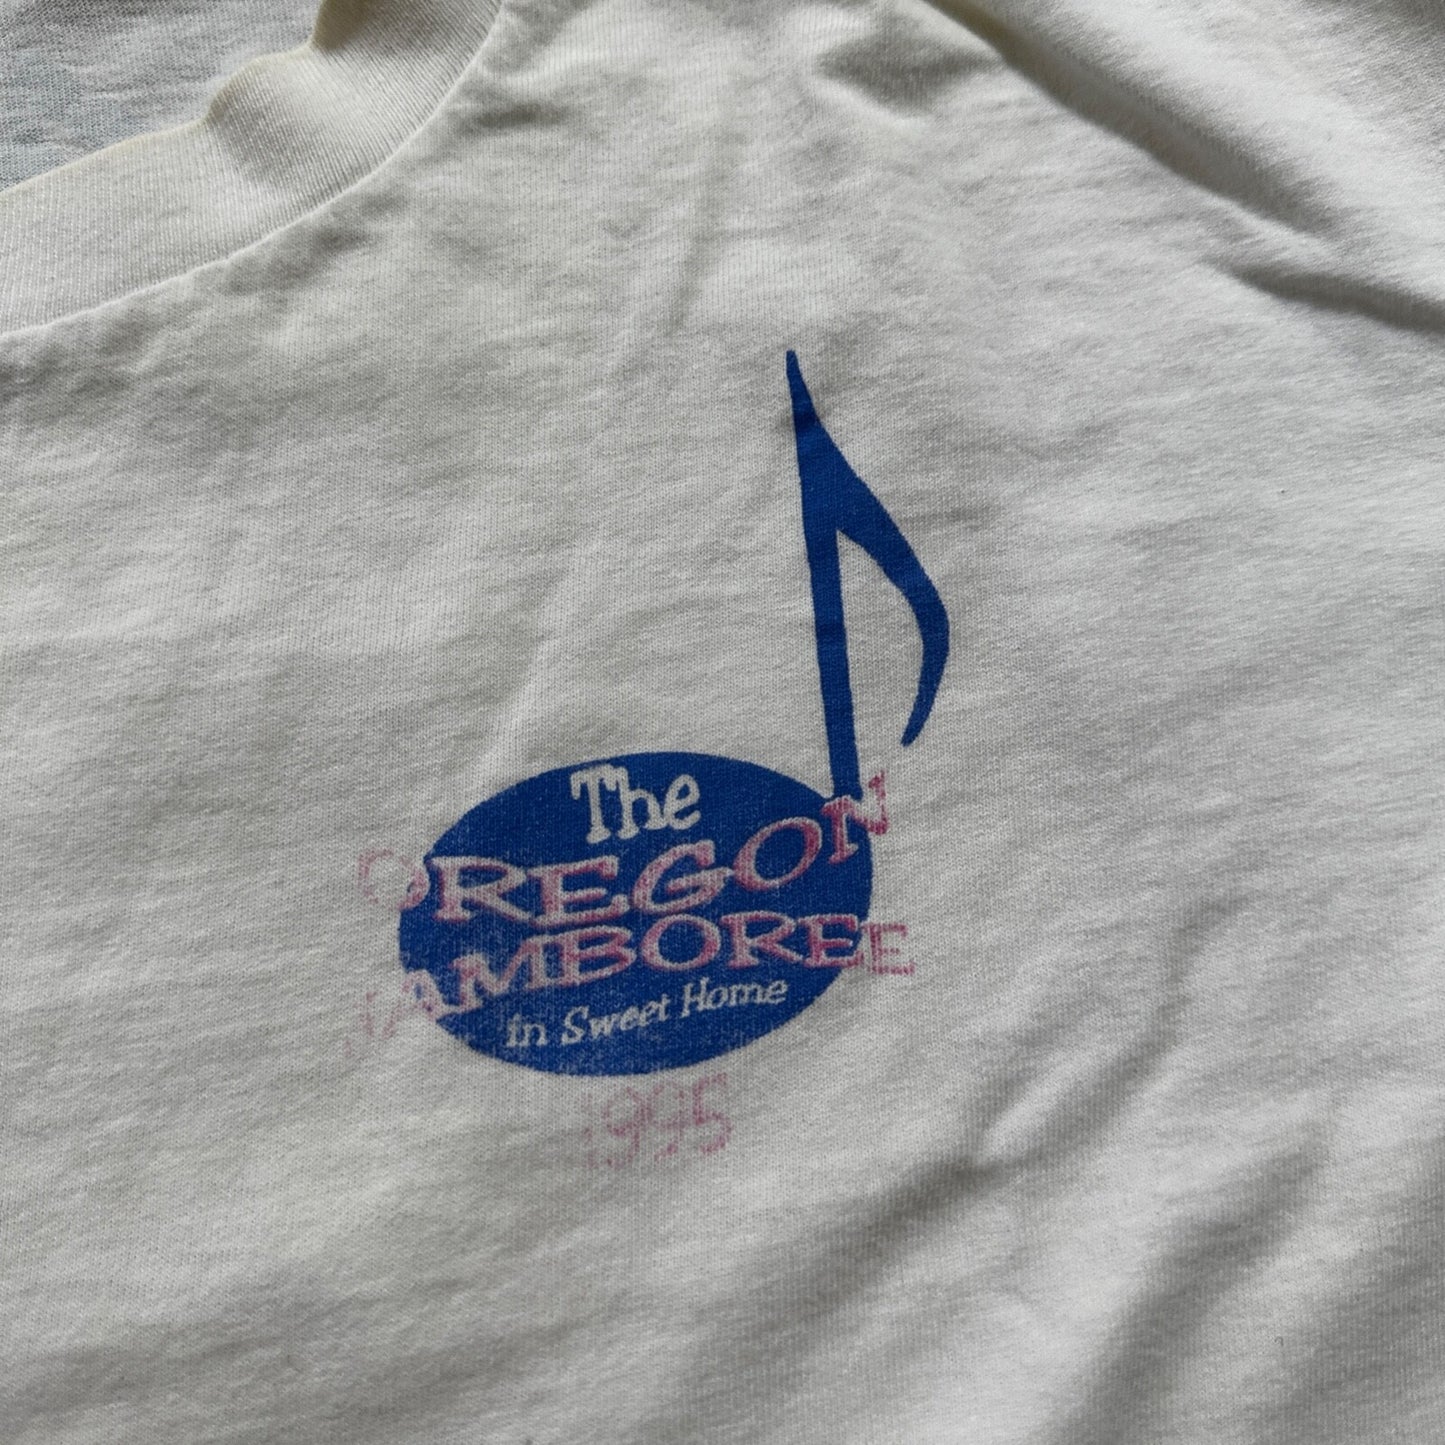 The
OREGON
JAMBOREE
in Sweet Home
1995